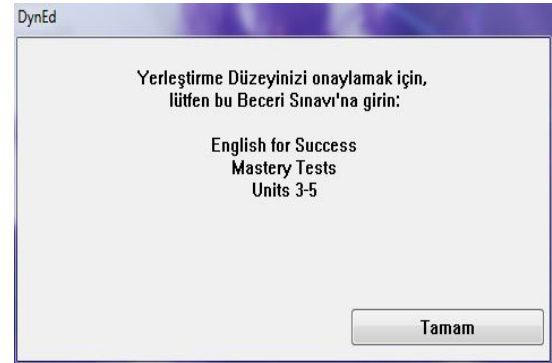 DynEd
Yerleştirme Düzeyinizi onaylamak için,
lütfen bu Beceri Sınavı'na girin:
English for Success
Mastery Tests
Units 3-5
Tamam